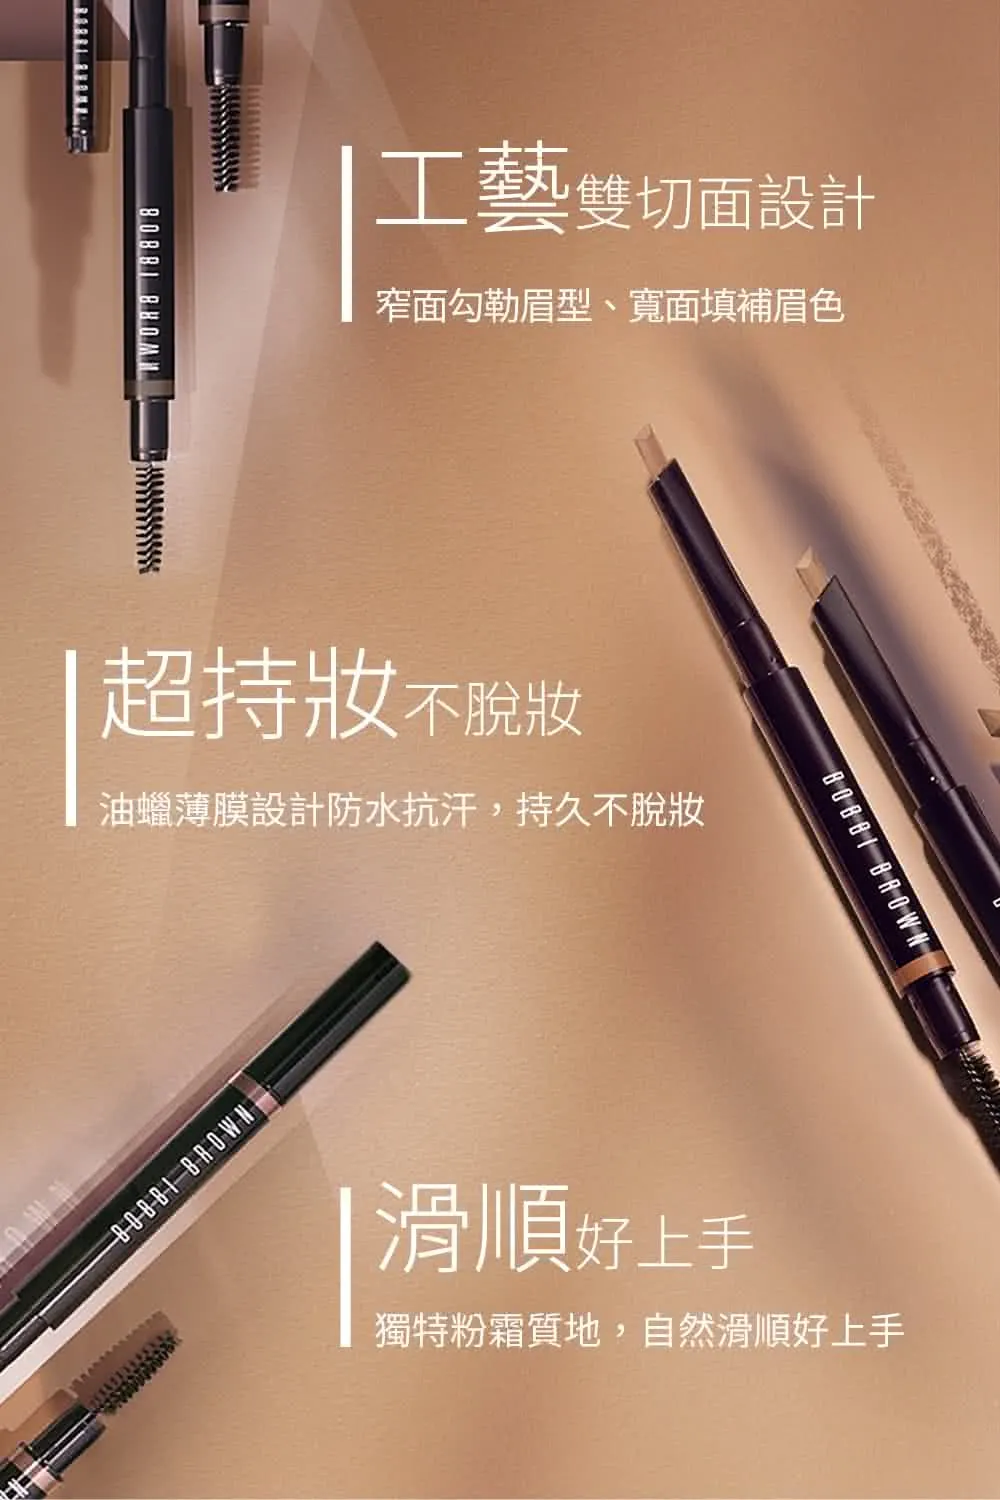 BOBBI BROWN
BOBBI BROWN
工藝雙切面設計
窄面勾勒眉型、寬面填補眉色
超持妝不脫妝
油蠟薄膜設計防水抗汗，持久不脫妝
BOBBI BROWN
BOBBI BROWN
滑順好上手
獨特粉霜質地，自然滑順好上手